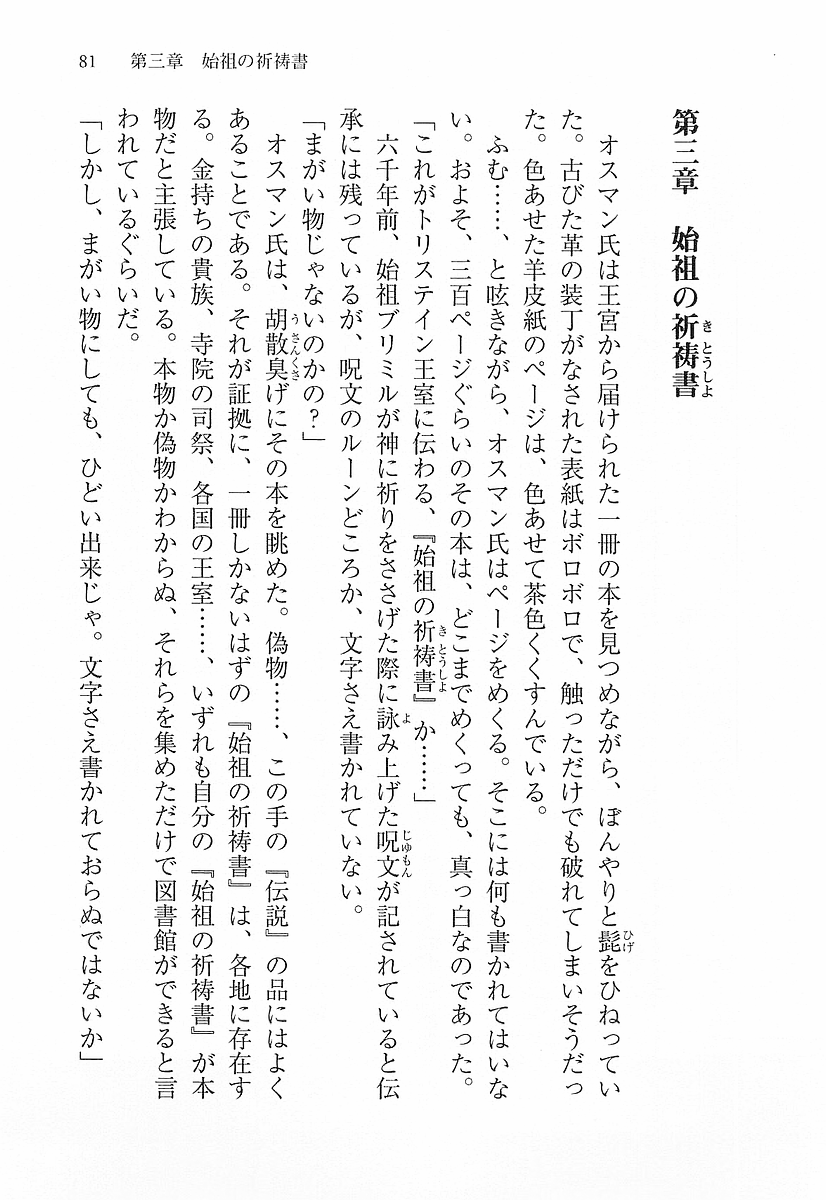 81　第三章　始祖の祈祷書
第三章　始祖の祈祷書
　オスマン氏は王宮から届けられた一冊の本を見つめながら、ぼんやりと髭をひねってい
た。古びた革の装丁がなされた表紙はボロボロで、触っただけでも破れてしまいそうだっ
た。色あせた羊皮紙のページは、色あせて茶色くくすんでいる。
　ふむ……、と呟きながら、オスマン氏はページをめくる。そこには何も書かれてはいな
い。およそ、三百ページぐらいのその本は、どこまでめくっても、真っ白なのであった。
「これがトリステイン王室に伝わる、『始祖の祈祷書』か……」
　六千年前、始祖ブリミルが神に祈りをささげた際に詠み上げた呪文が記されていると伝
承には残っているが、呪文のルーンどころか、文字さえ書かれていない。
「まがい物じゃないのかの？」
　オスマン氏は、胡散臭げにその本を眺めた。偽物……、この手の『伝説』の品にはよく
あることである。それが証拠に、一冊しかないはずの『始祖の祈祷書』は、各地に存在す
る。金持ちの貴族、寺院の司祭、各国の王室……、いずれも自分の『始祖の祈祷書』が本
物だと主張している。本物か偽物かわからぬ、それらを集めただけで図書館ができると言
われているぐらいだ。
「しかし、まがい物にしても、ひどい出来じゃ。文字さえ書かれておらぬではないか」